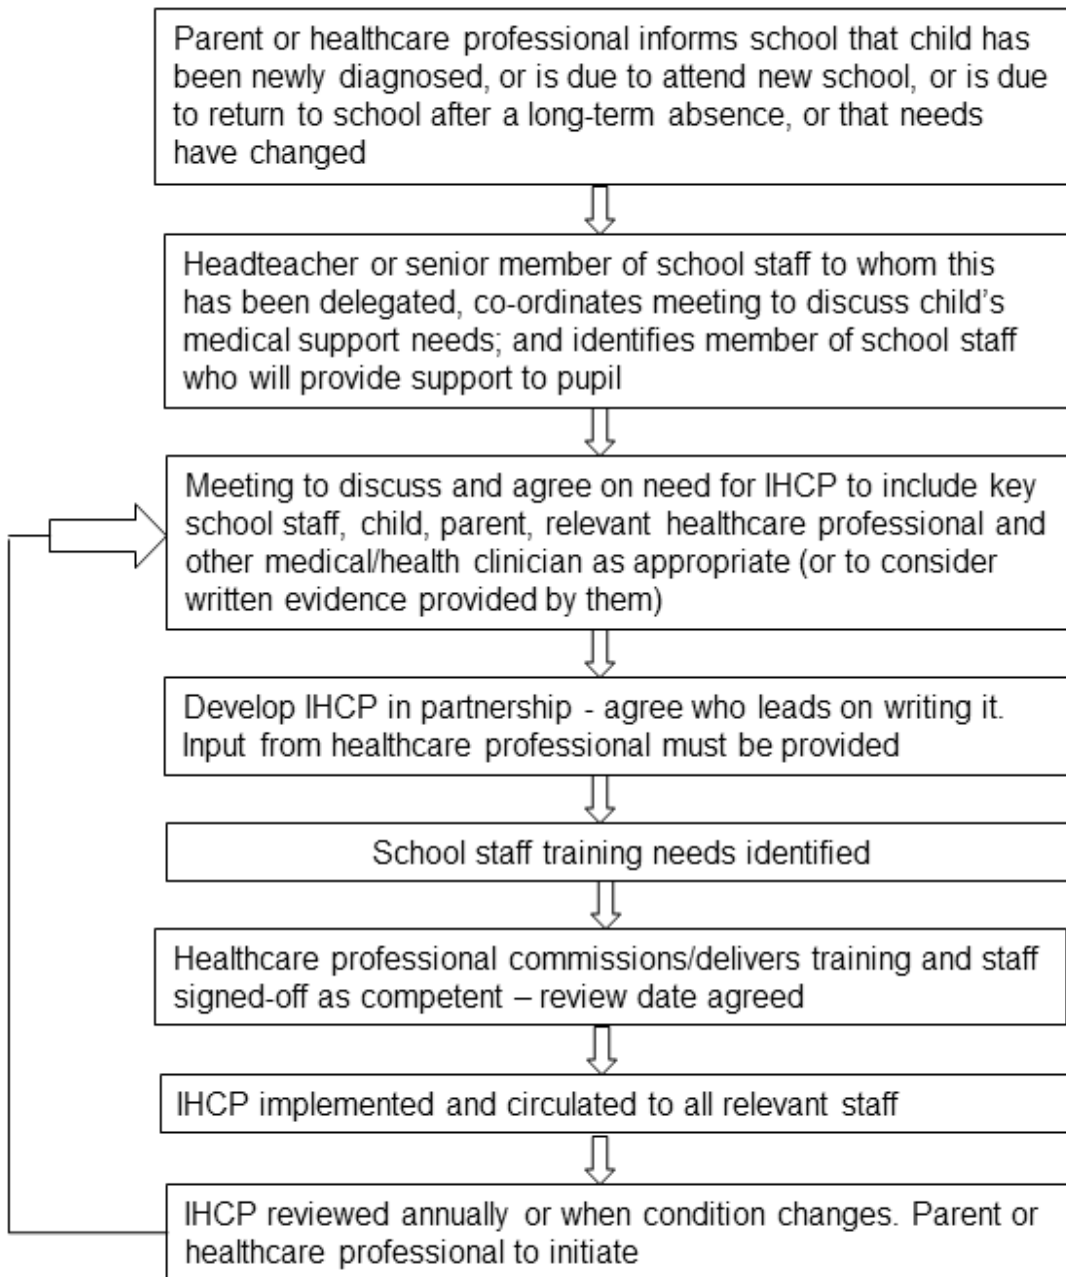 Parent or healthcare professional informs school that child has
been newly diagnosed, or is due to attend new school, or is due
to return to school after a long-term absence, or that needs
have changed
Headteacher or senior member of school staff to whom this
has been delegated, co-ordinates meeting to discuss child’s
medical support needs; and identifies member of school staff
who will provide support to pupil
Meeting to discuss and agree on need for IHCP to include key
school staff, child, parent, relevant healthcare professional and
other medical/health clinician as appropriate (or to consider
written evidence provided by them)
Develop IHCP in partnership - agree who leads on writing it.
Input from healthcare professional must be provided
School staff training needs identified
Healthcare professional commissions/delivers training and staff
signed-off as competent – review date agreed
IHCP implemented and circulated to all relevant staff
IHCP reviewed annually or when condition changes. Parent or
healthcare professional to initiate